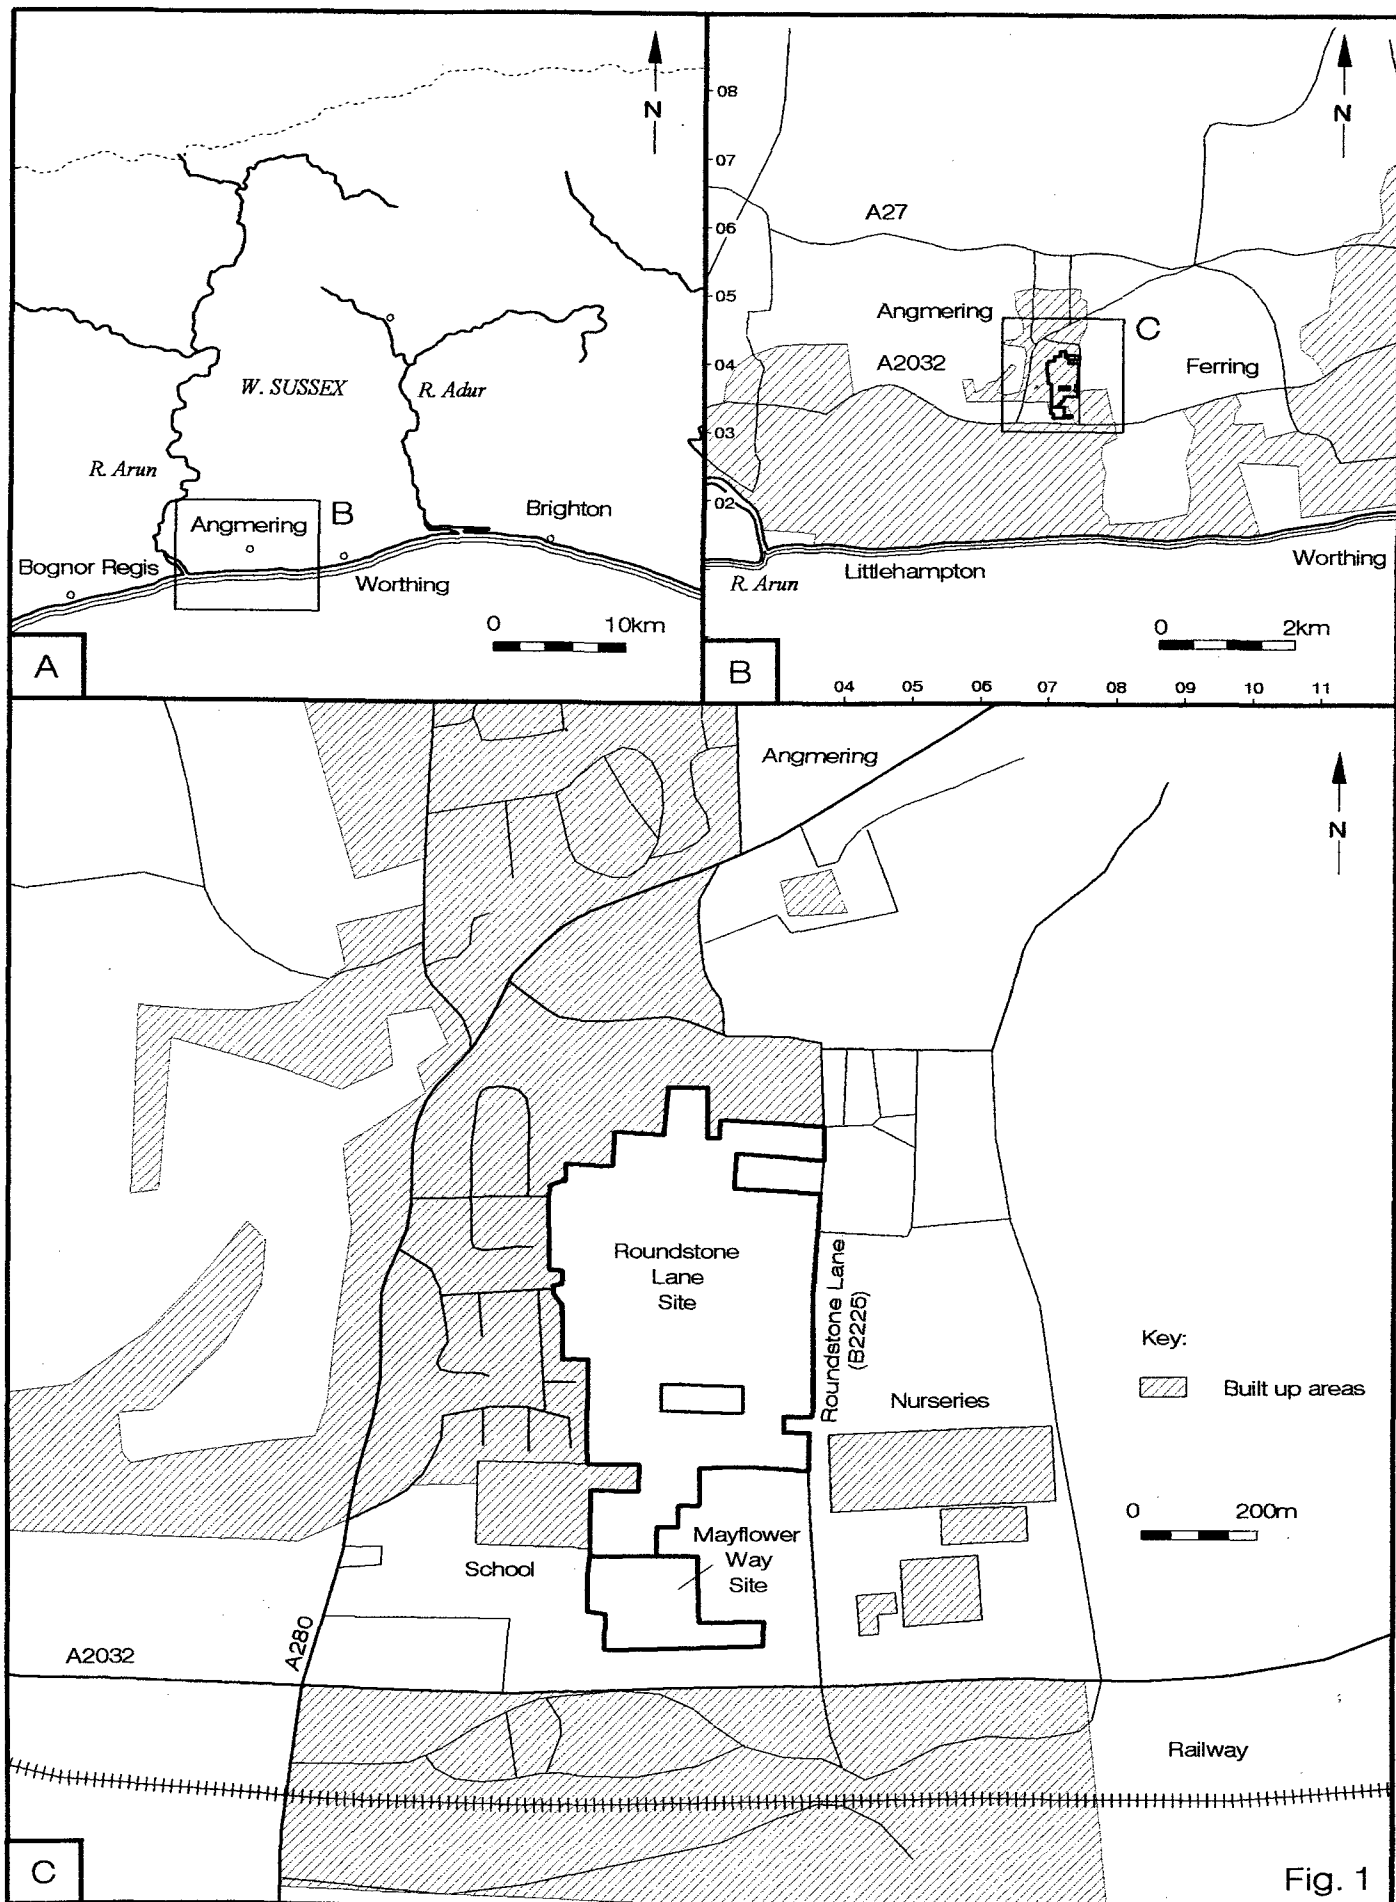 N
W. SUSSEX
R. Adur
R. Arun
Angmering
B
Brighton
Bognor Regis
Worthing
0 10km
A
08
07
06
05
04
03
02
N
A27
Angmering
C
A2032
Ferring
R. Arun
Littlehampton
Worthing
0 2km
B
04 05 06 07 08 09 10 11
Angmering
N
Roundstone
Lane
Site
Roundstone Lane
(B2225)
Key:
Built up areas
Nurseries
0 200m
Mayflower
Way
Site
School
A280
A2032
Railway
C
Fig. 1